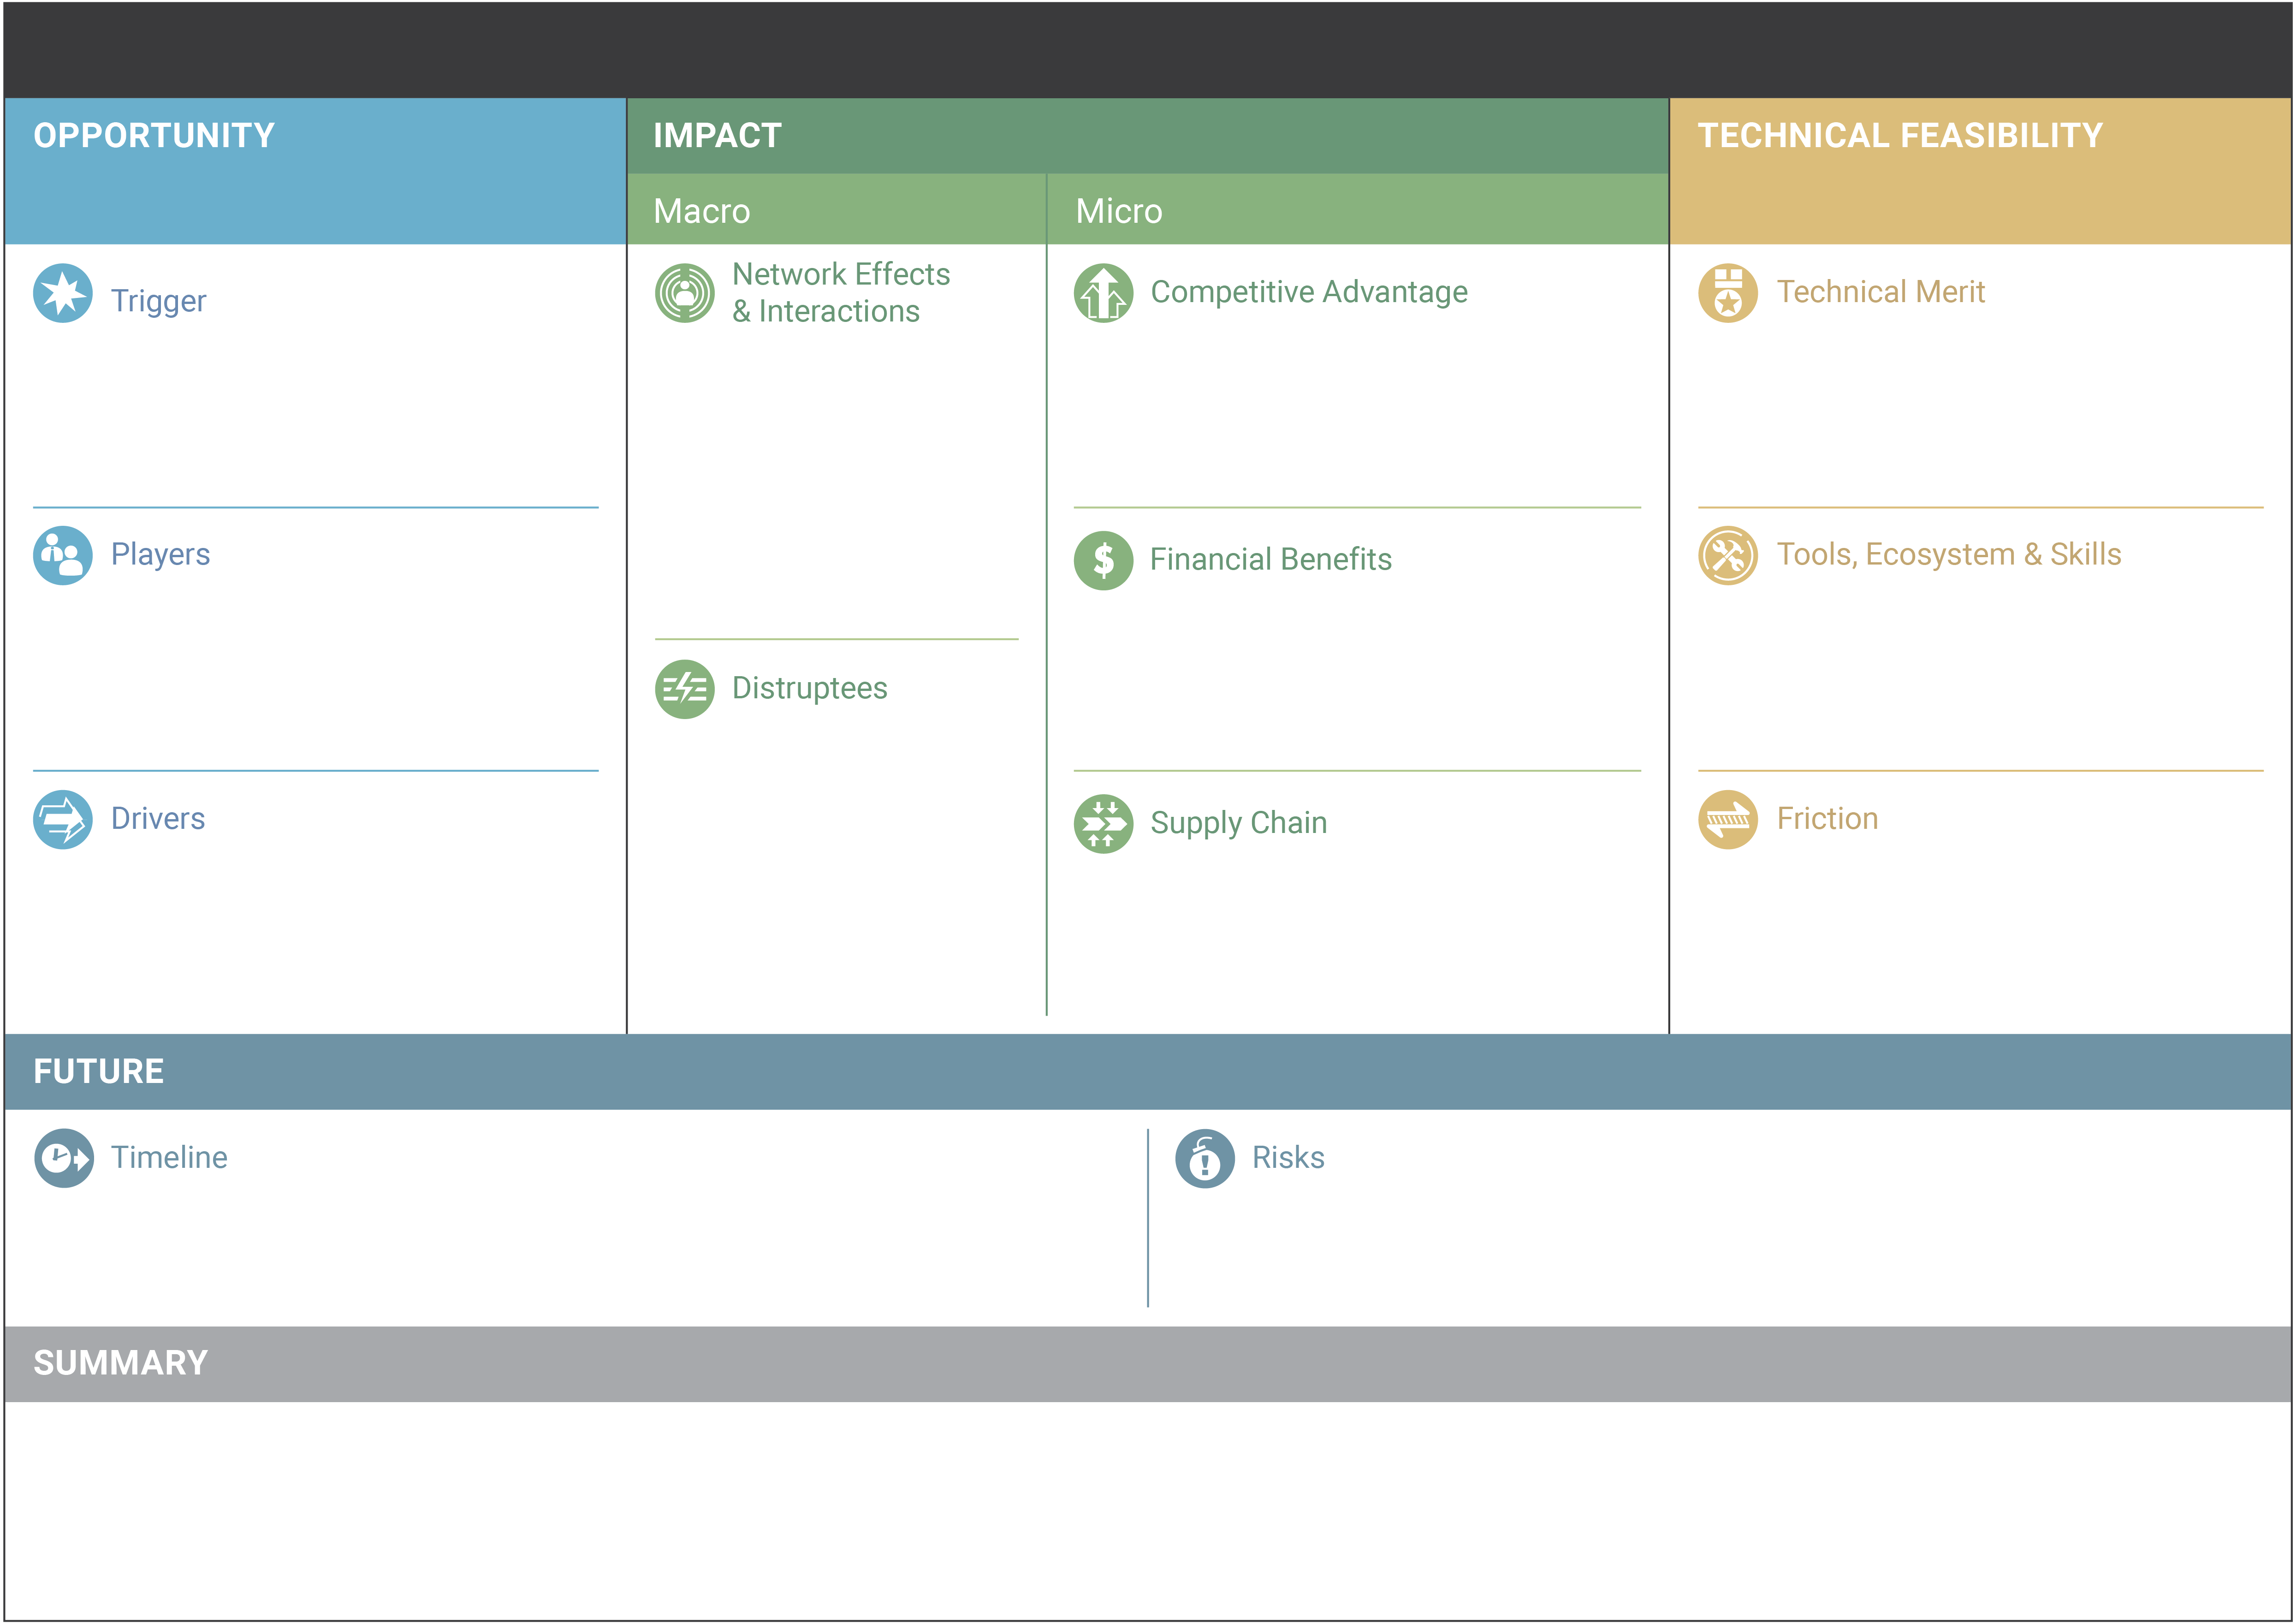 OPPORTUNITY
Trigger
Players
Drivers
IMPACT
Macro
Network Effects
& Interactions
Distruptees
Micro
Competitive Advantage
$
Financial Benefits
Supply Chain
TECHNICAL FEASIBILITY
Technical Merit
Tools, Ecosystem & Skills
Friction
FUTURE
Timeline
!
Risks
SUMMARY